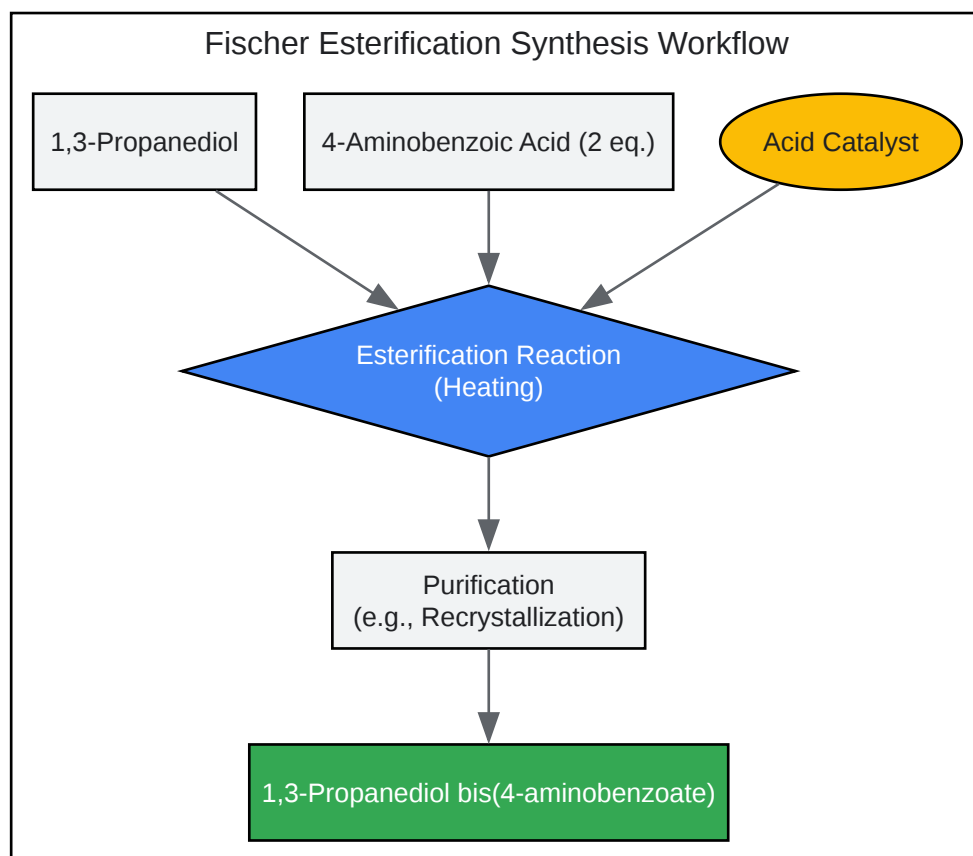 Fischer Esterification Synthesis Workflow
1,3-Propanediol
4-Aminobenzoic Acid (2 eq.)
Acid Catalyst
Esterification Reaction
(Heating)
Purification
(e.g., Recrystallization)
1,3-Propanediol bis(4-aminobenzoate)